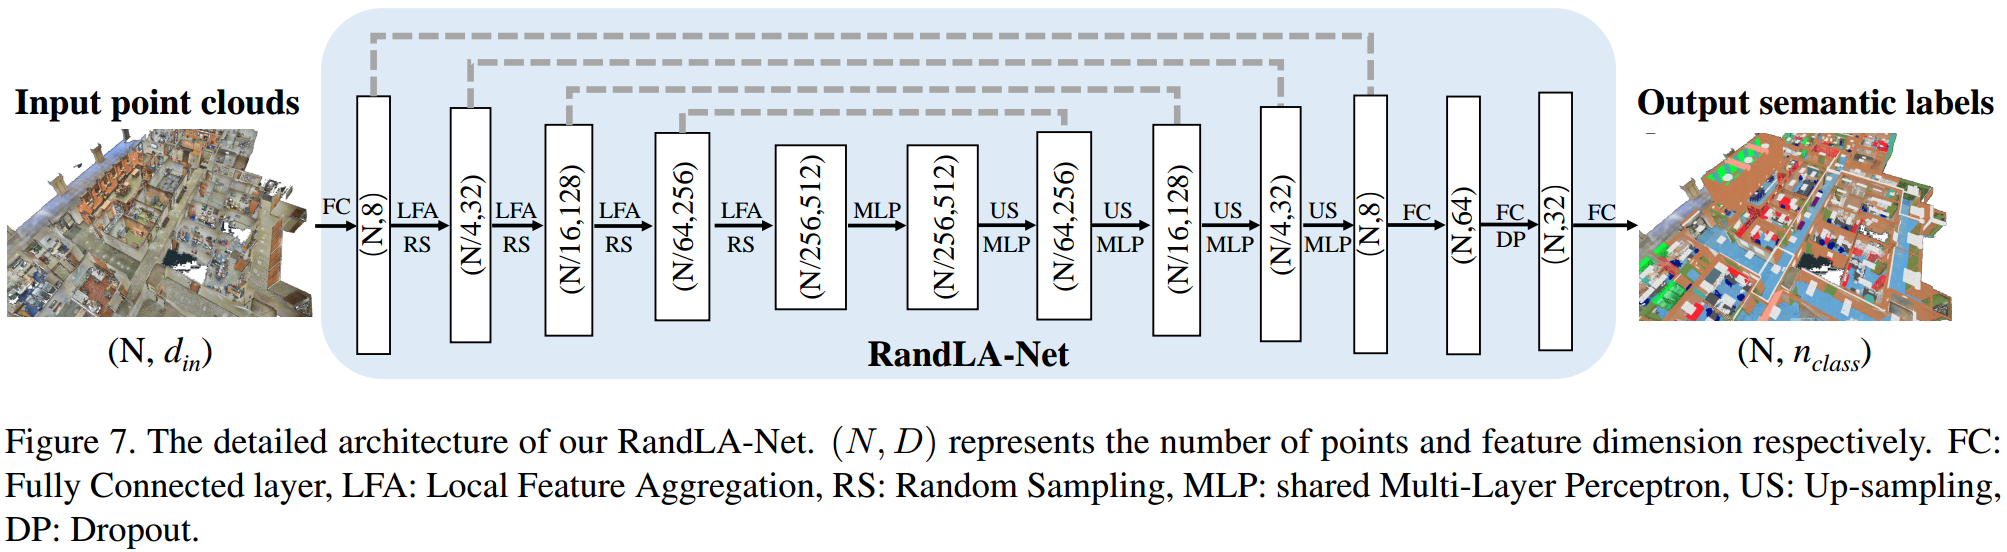 Input point clouds
(N, d_in)
FC
(N,8)
LFA
RS
(N/4,32)
LFA
RS
(N/16,128)
LFA
RS
(N/64,256)
LFA
RS
(N/256,512)
MLP
(N/256,512)
US
MLP
(N/64,256)
US
MLP
(N/16,128)
US
MLP
(N/4,32)
US
MLP
(N,8)
FC
(N,64)
FC
DP
(N,32)
FC
RandLA-Net
Output semantic labels
(N, n_class)
Figure 7. The detailed architecture of our RandLA-Net. (N, D) represents the number of points and feature dimension respectively. FC:
Fully Connected layer, LFA: Local Feature Aggregation, RS: Random Sampling, MLP: shared Multi-Layer Perceptron, US: Up-sampling,
DP: Dropout.